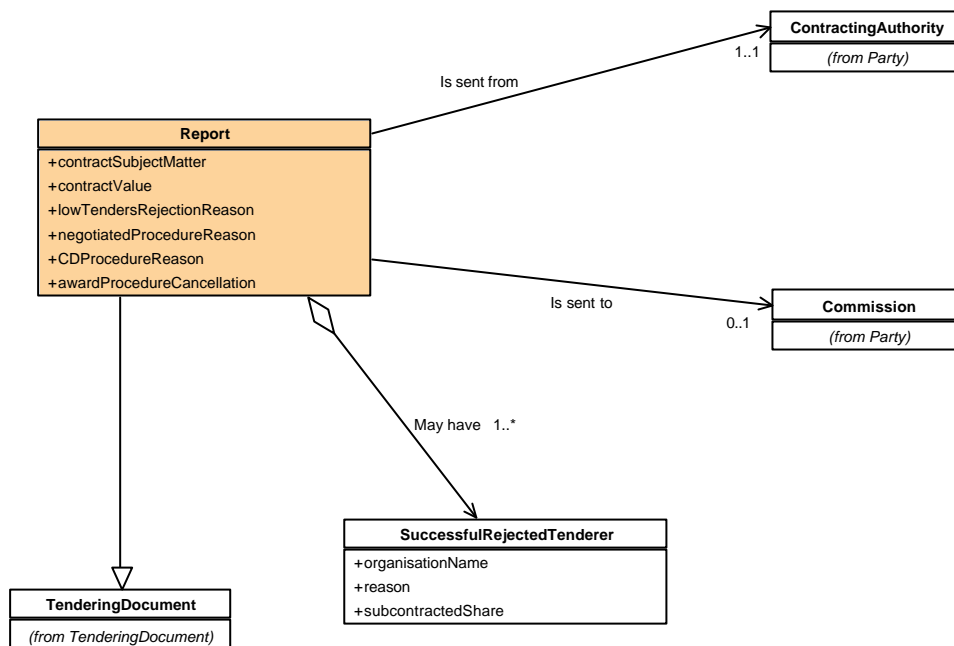 ContractingAuthority
(from Party)
1..1
Is sent from
Report
+contractSubjectMatter
+contractValue
+lowTendersRejectionReason
+negotiatedProcedureReason
+CDProcedureReason
+awardProcedureCancellation
Is sent to
0..1
Commission
(from Party)
May have 1..*
SuccessfulRejectedTenderer
+organisationName
+reason
+subcontractedShare
TenderingDocument
(from TenderingDocument)